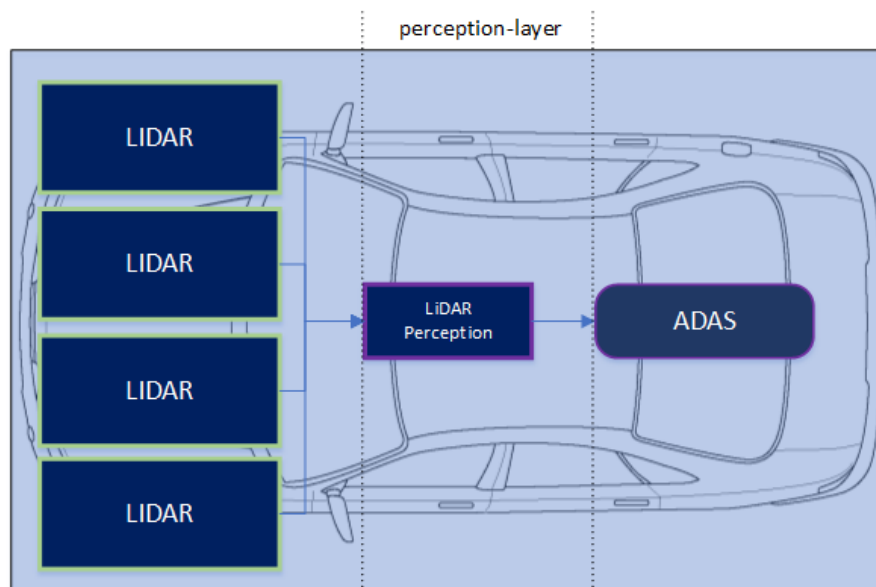 perception-layer
LIDAR
LIDAR
LIDAR
LIDAR
LiDAR
Perception
ADAS